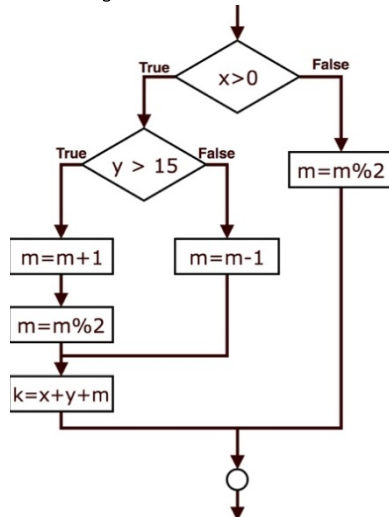 x>0
True
False
y > 15
True
False
m=m%2
m=m+1
m=m-1
m=m%2
k=x+y+m